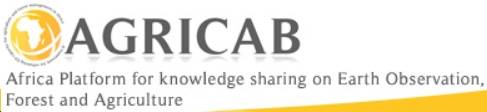 AGRICAB
Africa Platform for knowledge sharing on Earth Observation,
Forest and Agriculture